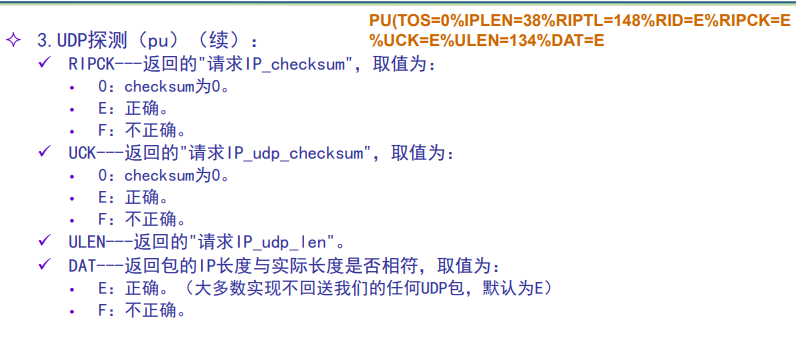 PU(TOS=0%IPLEN=38%RIPTL=148%RID=E%RIPCK=E
%UCK=E%ULEN=134%DAT=E
3.UDP探测（pu）（续）：
RIPCK---返回的"请求IP_checksum"，取值为：
0：checksum为0。
E：正确。
F：不正确。
UCK---返回的"请求IP_udp_checksum"，取值为：
0：checksum为0。
E：正确。
F：不正确。
ULEN---返回的"请求IP_udp_len"。
DAT---返回包的IP长度与实际长度是否相符，取值为：
E：正确。（大多数实现不回送我们的任何UDP包，默认为E）
F：不正确。